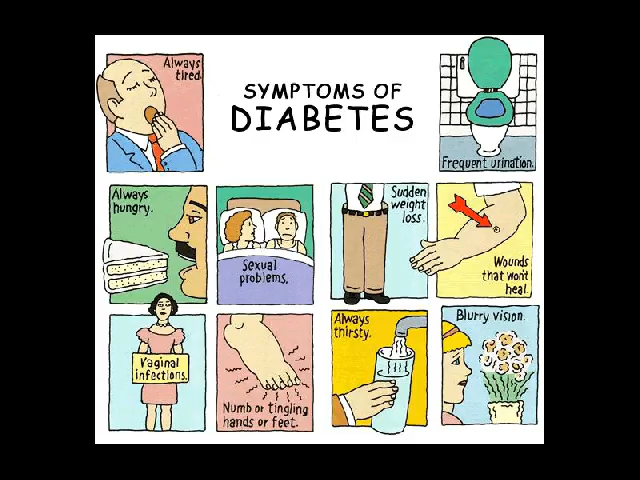 SYMPTOMS OF
DIABETES
Always
tired.
Frequent urination.
Always
hungry.
Sexual
problems.
Sudden
weight
loss.
Wounds
that won't
heal.
Vaginal
infections.
Numb or tingling
hands or feet.
Always
thirsty.
Blurry vision.